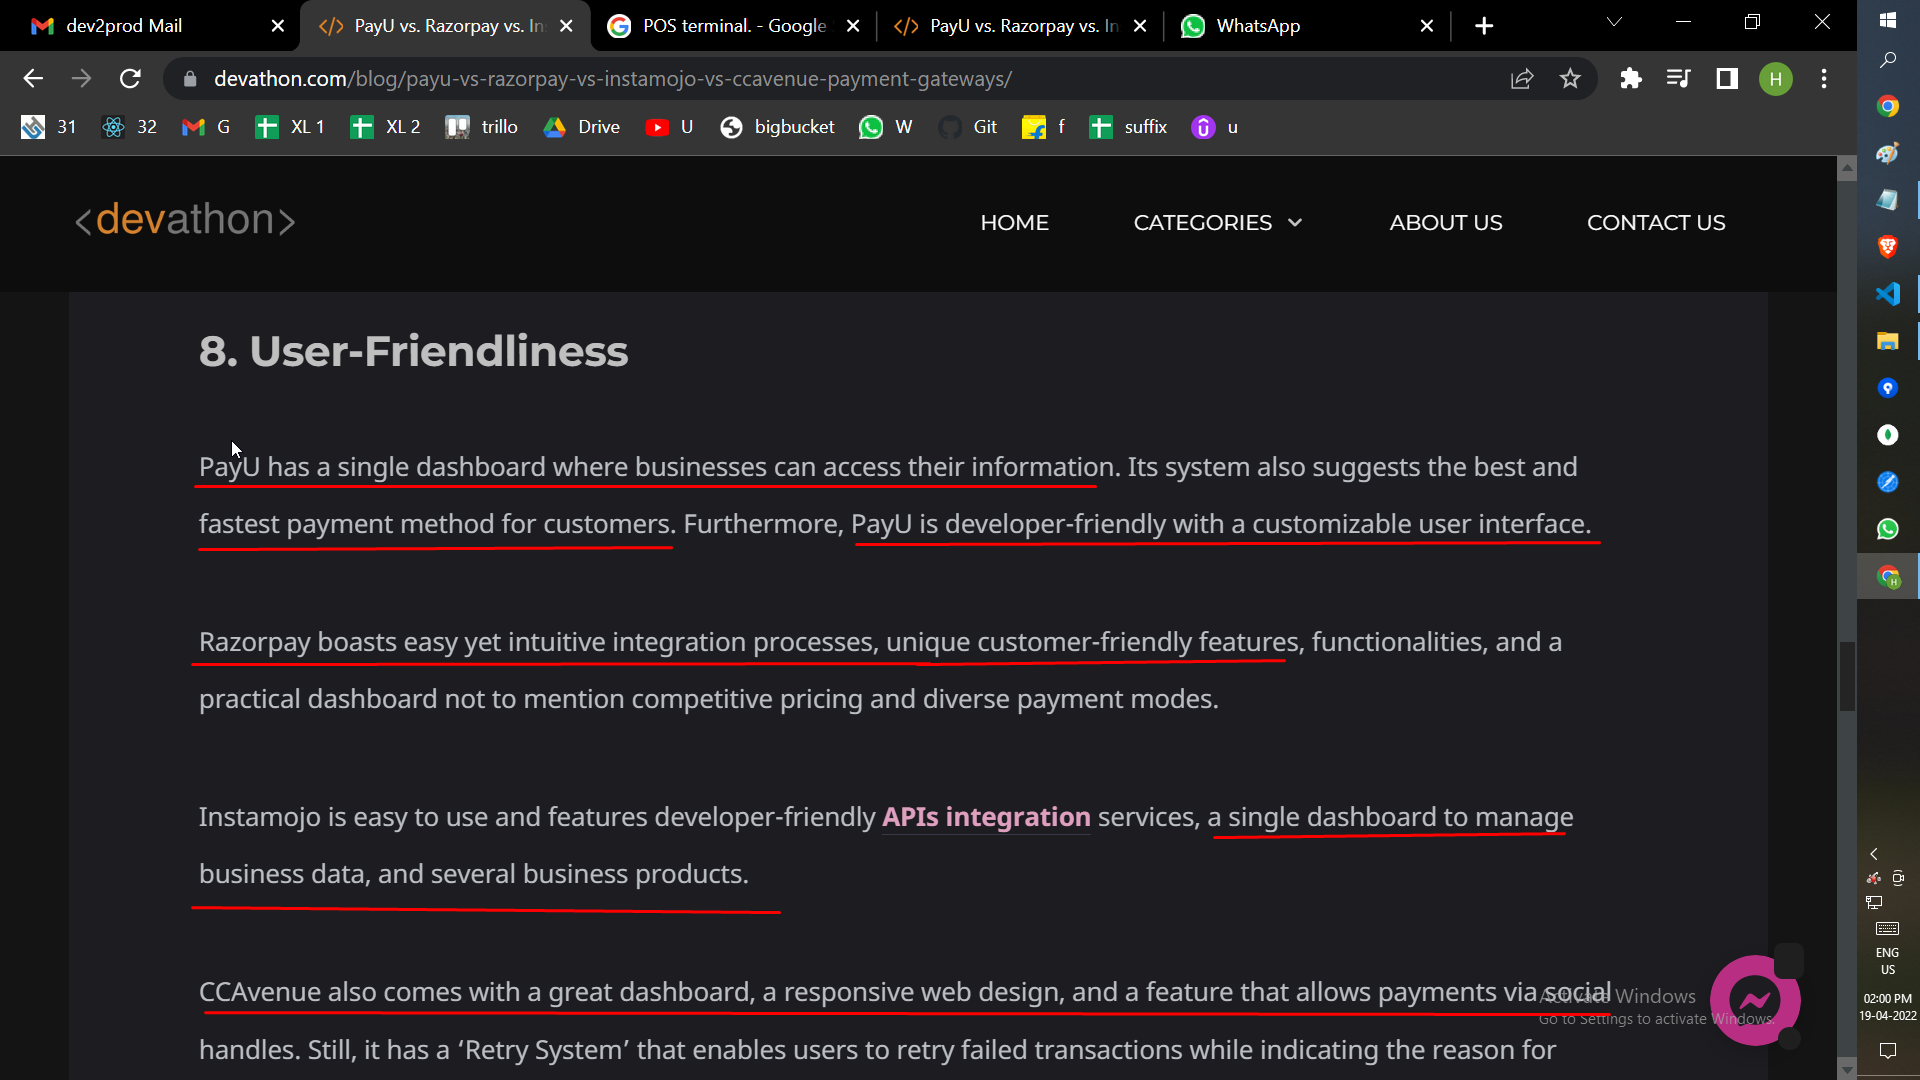 dev2prod Mail
PayU vs. Razorpay vs. In
POS terminal. - Google
PayU vs. Razorpay vs. In
WhatsApp
devathon.com/blog/payu-vs-razorpay-vs-instamojo-vs-ccavenue-payment-gateways/
H
31
32
G
XL 1
XL 2
trillo
Drive
U
bigbucket
W
Git
f
suffix
u
<devathon>
HOME
CATEGORIES
ABOUT US
CONTACT US
8. User-Friendliness
PayU has a single dashboard where businesses can access their information. Its system also suggests the best and
fastest payment method for customers. Furthermore, PayU is developer-friendly with a customizable user interface.
Razorpay boasts easy yet intuitive integration processes, unique customer-friendly features, functionalities, and a
practical dashboard not to mention competitive pricing and diverse payment modes.
Instamojo is easy to use and features developer-friendly APIs integration services, a single dashboard to manage
business data, and several business products.
CCAvenue also comes with a great dashboard, a responsive web design, and a feature that allows payments via social
handles. Still, it has a ‘Retry System’ that enables users to retry failed transactions while indicating the reason for
Activate Windows
Go to Settings to activate Windows.
ENG
US
02:00 PM
19-04-2022